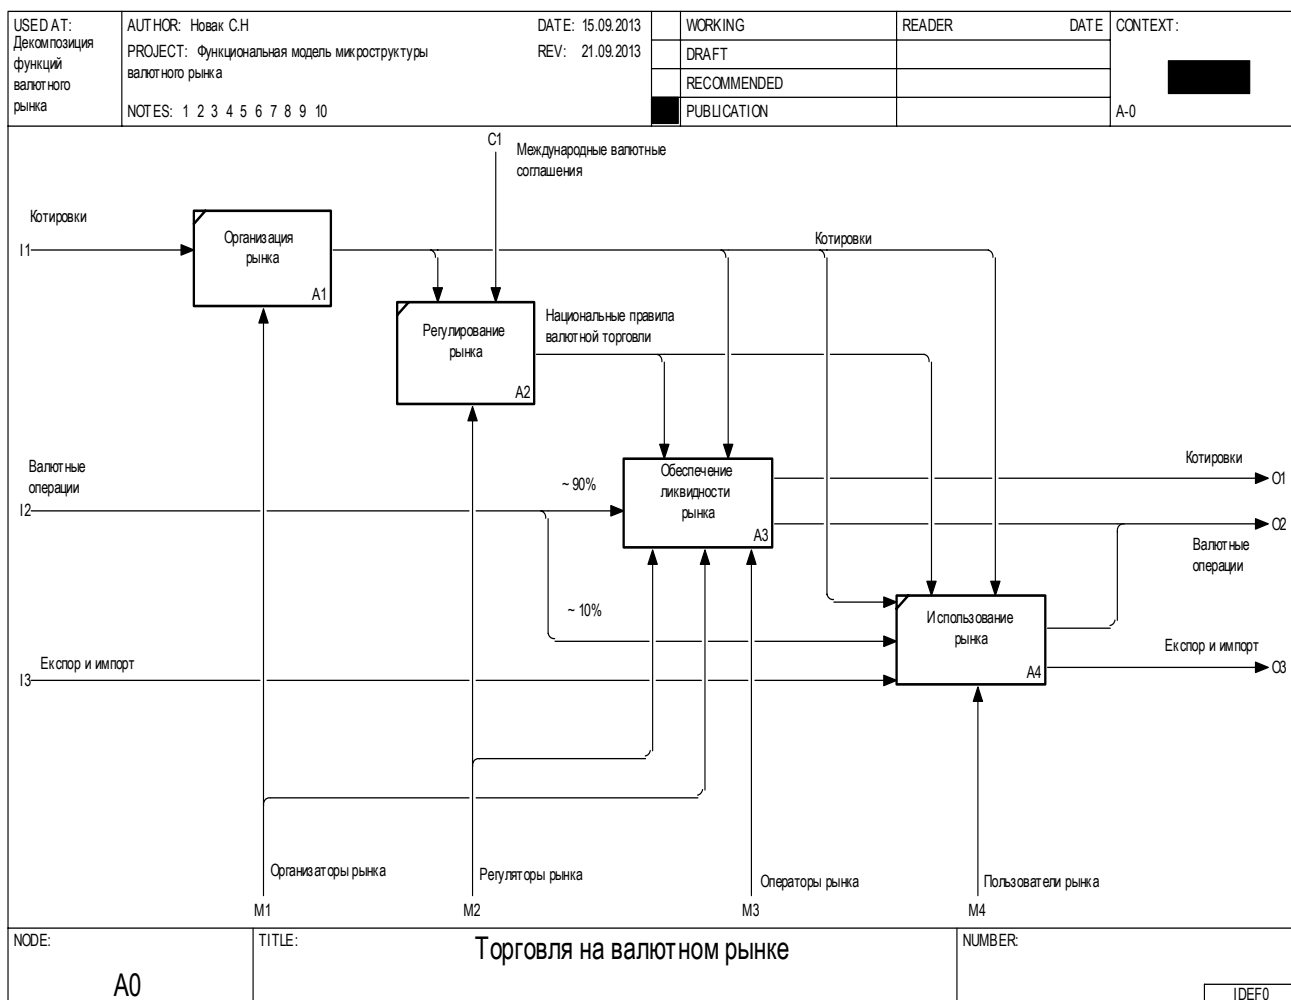 USED AT:
Декомпозиция
функций
валютного
рынка
AUTHOR: Новак С.Н
DATE: 15.09.2013
PROJECT: Функциональная модель микроструктуры
валютного рынка
REV: 21.09.2013
NOTES: 1 2 3 4 5 6 7 8 9 10
WORKING
DRAFT
RECOMMENDED
PUBLICATION
READER
DATE
CONTEXT:
A-0
C1
Международные валютные
соглашения
Котировки
I1
Организация
рынка
A1
Котировки
Регулирование
рынка
A2
Национальные правила
валютной торговли
Валютные
операции
I2
~ 90%
Обеспечение
ликвидности
рынка
A3
Котировки
O1
O2
Валютные
операции
~ 10%
Использование
рынка
A4
Екпор и импорт
I3
Екпор и импорт
O3
Организаторы рынка
Регуляторы рынка
Операторы рынка
Пользователи рынка
M1
M2
M3
M4
NODE:
A0
TITLE:
Торговля на валютном рынке
NUMBER:
IDEF0